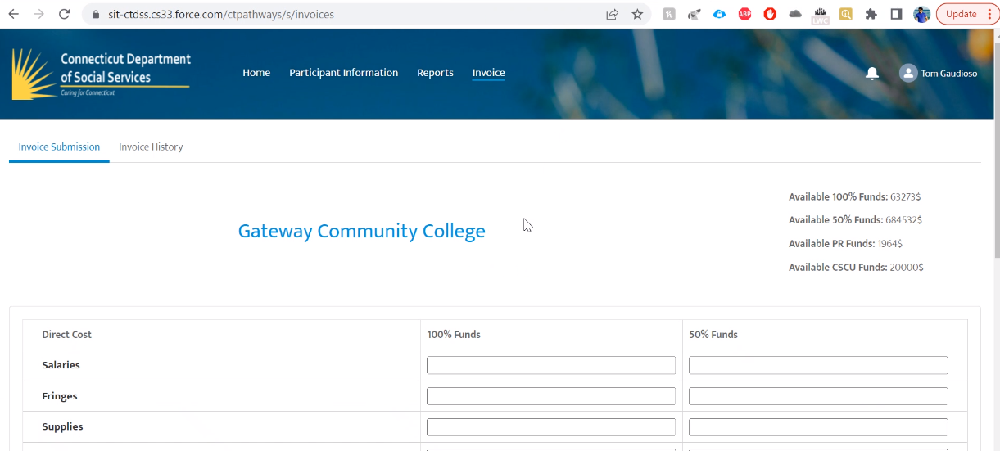 sit-ctdss.cs33.force.com/ctpathways/s/invoices
ABP
LWC
Update
Connecticut Department
of Social Services
Caring for Connecticut
Home
Participant Information
Reports
Invoice
Tom Gaudioso
Invoice Submission
Invoice History
Available 100% Funds: 63273$
Available 50% Funds: 684532$
Gateway Community College
Available PR Funds: 1964$
Available CSCU Funds: 20000$
Direct Cost
100% Funds
50% Funds
Salaries
Fringes
Supplies